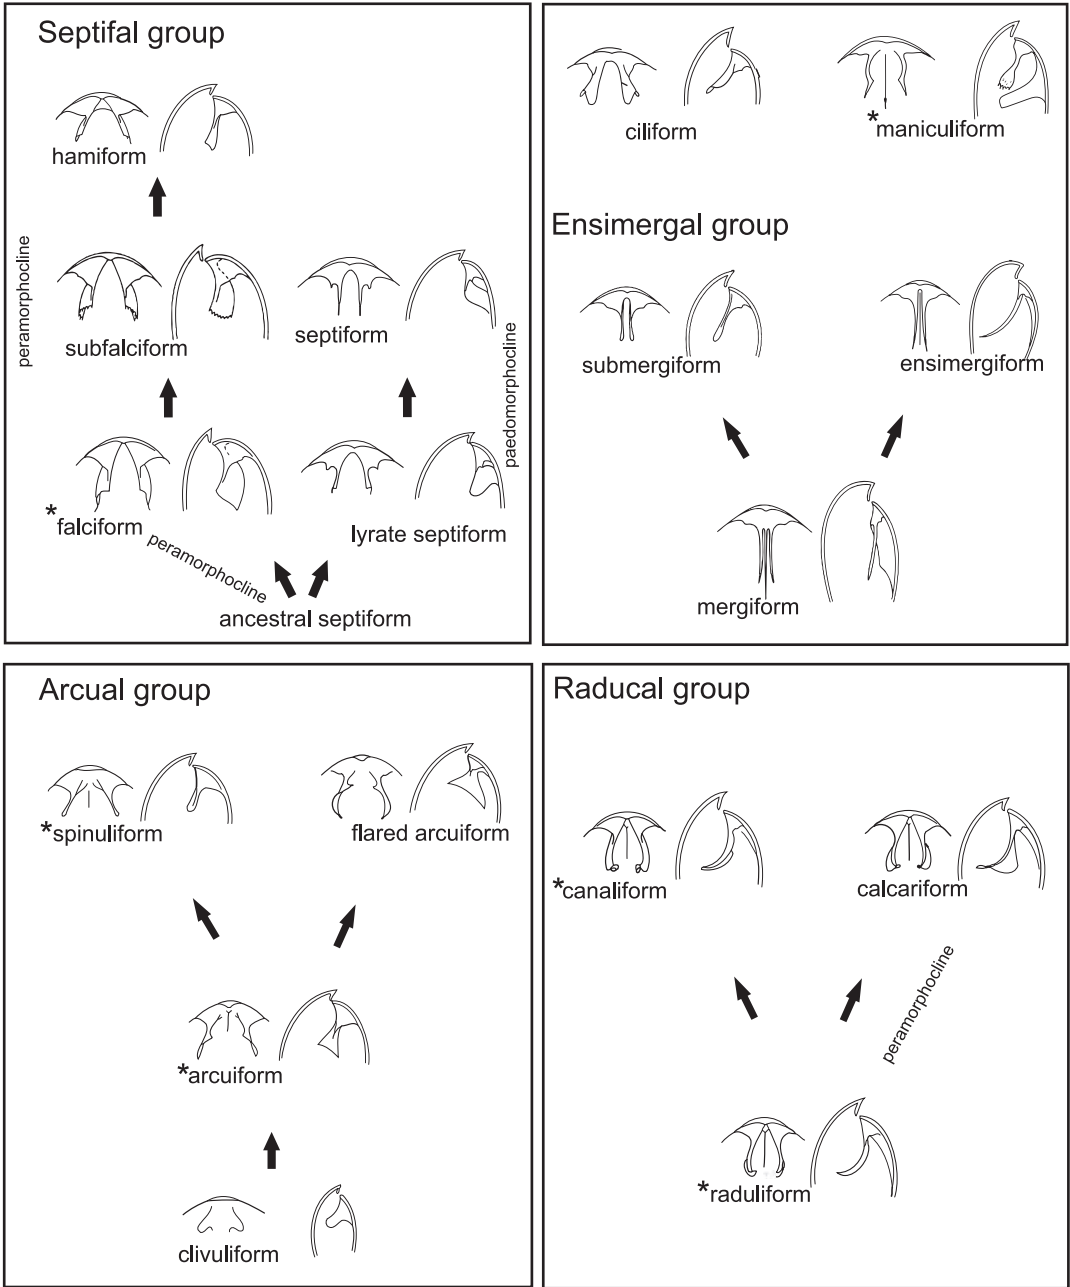 Septifal group
hamiform
peramorphocline
subfalciform
septiform
paedomorphocline
*falciform
lyrate septiform
peramorphocline
ancestral septiform
ciliform
*maniculiform
Ensimergal group
submergiform
ensimergiform
mergiform
Arcual group
*spinuliform
flared arcuiform
*arcuiform
clivuliform
Raducal group
*canaliform
calcariform
peramorphocline
*raduliform